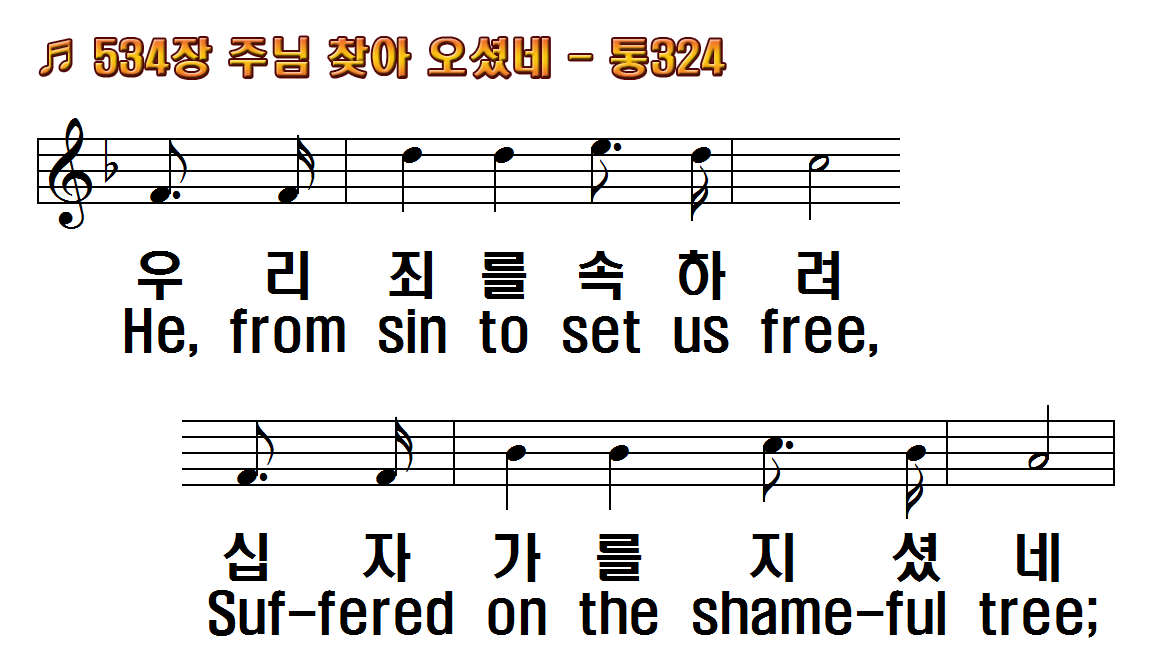 ♬ 534장 주님 찾아 오셨네 - 통324
우 리 죄 를 속 하 려
He, from sin to set us free,
십 자 가 를 지 셨 네
Suf-fered on the shame-ful tree;